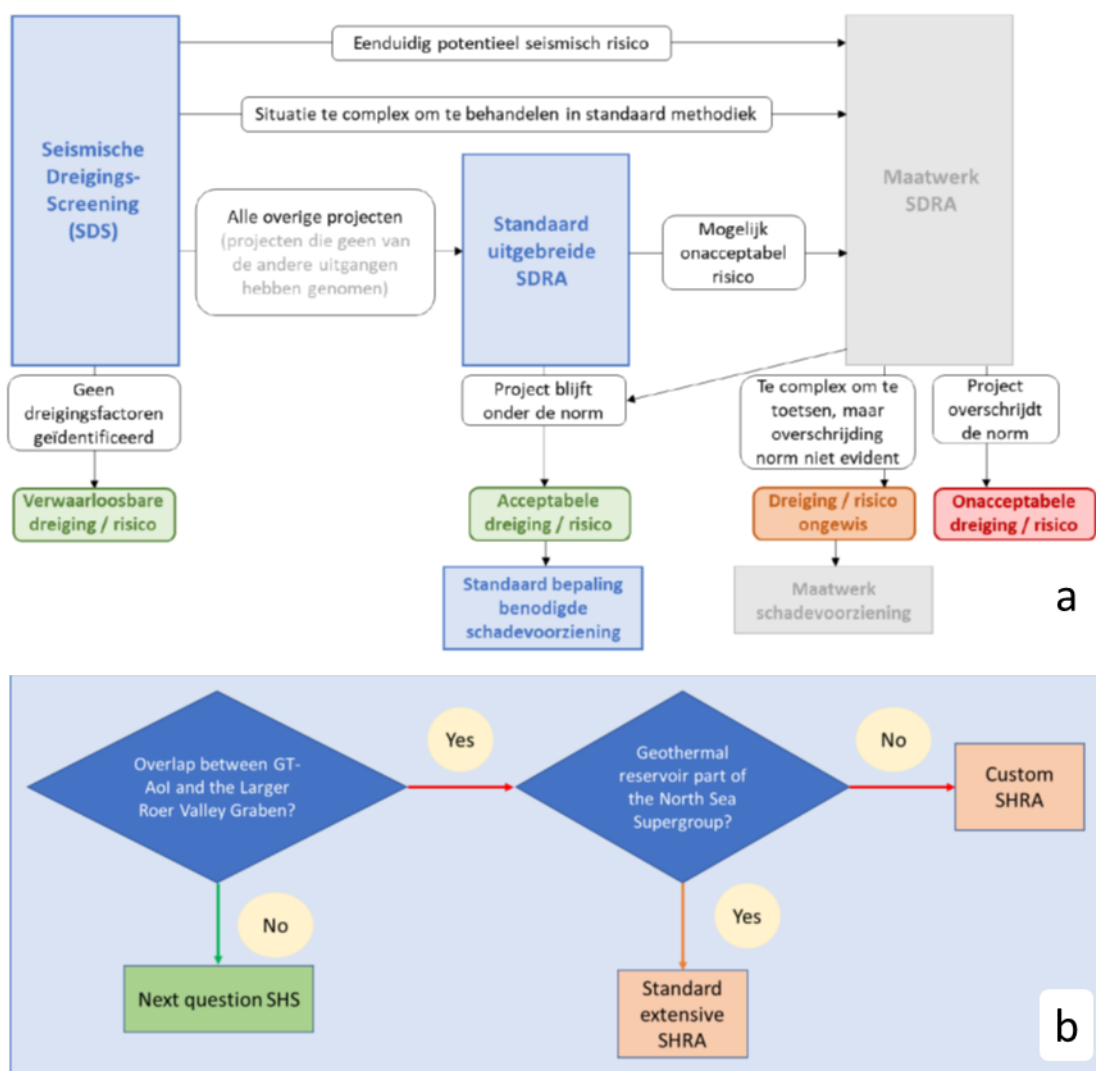 Eenduidig potentieel seismisch risico
Situatie te complex om te behandelen in standaard methodiek
Seismische
Dreigings-
Screening
(SDS)
Alle overige projecten
(projecten die geen van
de andere uitgangen
hebben genomen)
Standaard
uitgebreide
SDRA
Mogelijk
onacceptabel
risico
Maatwerk
SDRA
Geen
dreigingsfactoren
geïdentificeerd
Project blijft
onder de norm
Te complex om te
toetsen, maar
overschrijding
norm niet evident
Project
overschrijdt
de norm
Verwaarloosbare
dreiging / risico
Acceptabele
dreiging / risico
Dreiging / risico
ongewis
Onacceptabele
dreiging / risico
Standaard bepaling
benodigde
schadevoorziening
Maatwerk
schadevoorziening
a
Overlap between GT-
AoI and the Larger
Roer Valley Graben?
Yes
Geothermal
reservoir part of
the North Sea
Supergroup?
No
Custom
SHRA
No
Yes
Next question SHS
Standard
extensive
SHRA
b